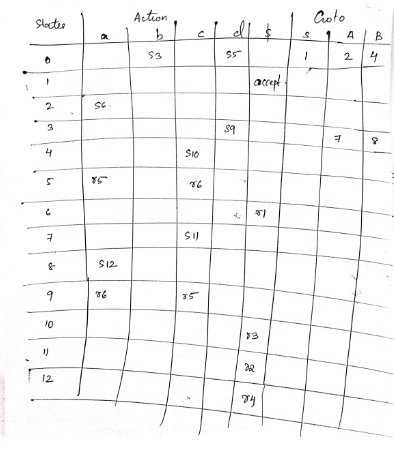 States Action Goto
a b c d $ S A B
0 S3 S5 1 2 4
1 accept
2 S6
3 S9 7 8
4 S10
5 r5 r6
6 r1
7 S11
8 S12
9 r6 r5
10 r3
11 r2
12 r4